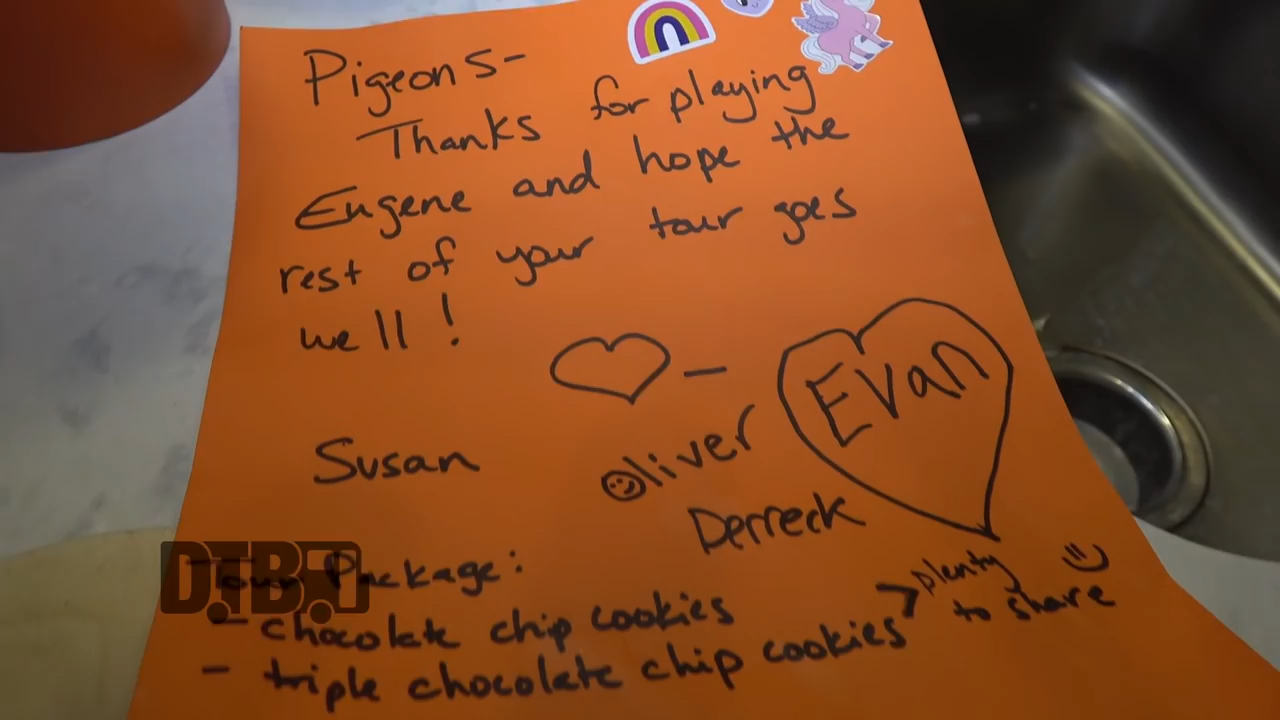 Pigeons-
Thanks for playing
Eugene and hope the
rest of your tour goes
well!
Evan
Susan
Oliver
Derreck
Tour Package:
- chocolate chip cookies
- triple chocolate chip cookies > plenty
to share
DTB